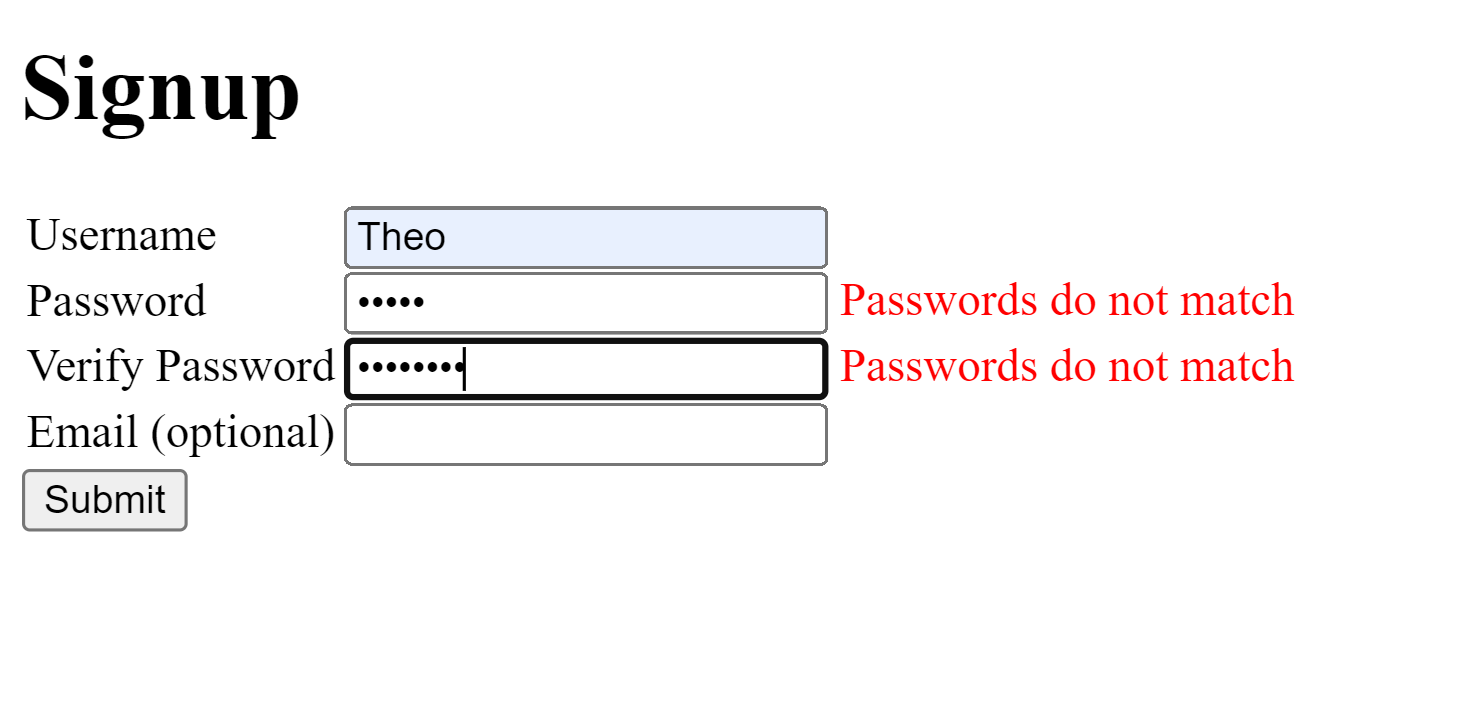 Signup
Username Theo
Password ••••• Passwords do not match
Verify Password •••••••• Passwords do not match
Email (optional)
Submit